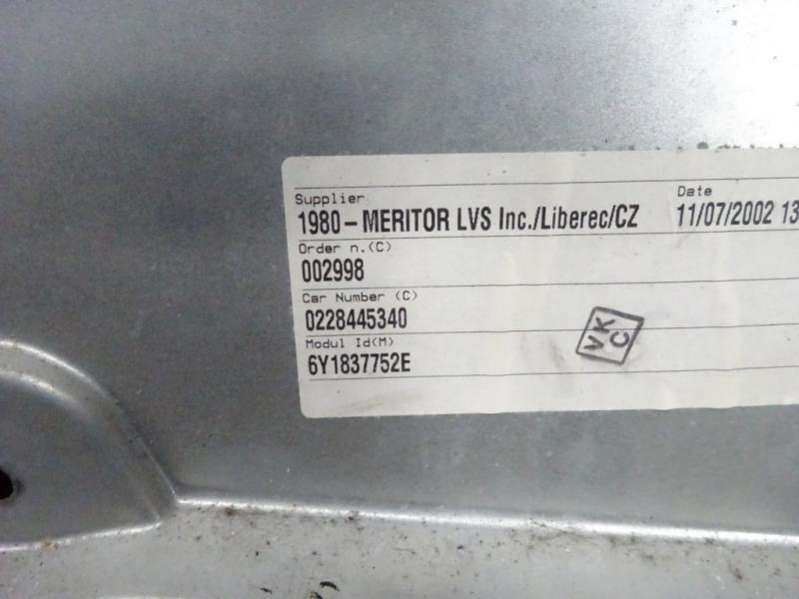 Supplier
1980 – MERITOR LVS Inc./Liberec/CZ
Date
11/07/2002 13
Order n.(C)
002998
Car Number (C)
0228445340
Modul Id(M)
6Y1837752E
VK
C